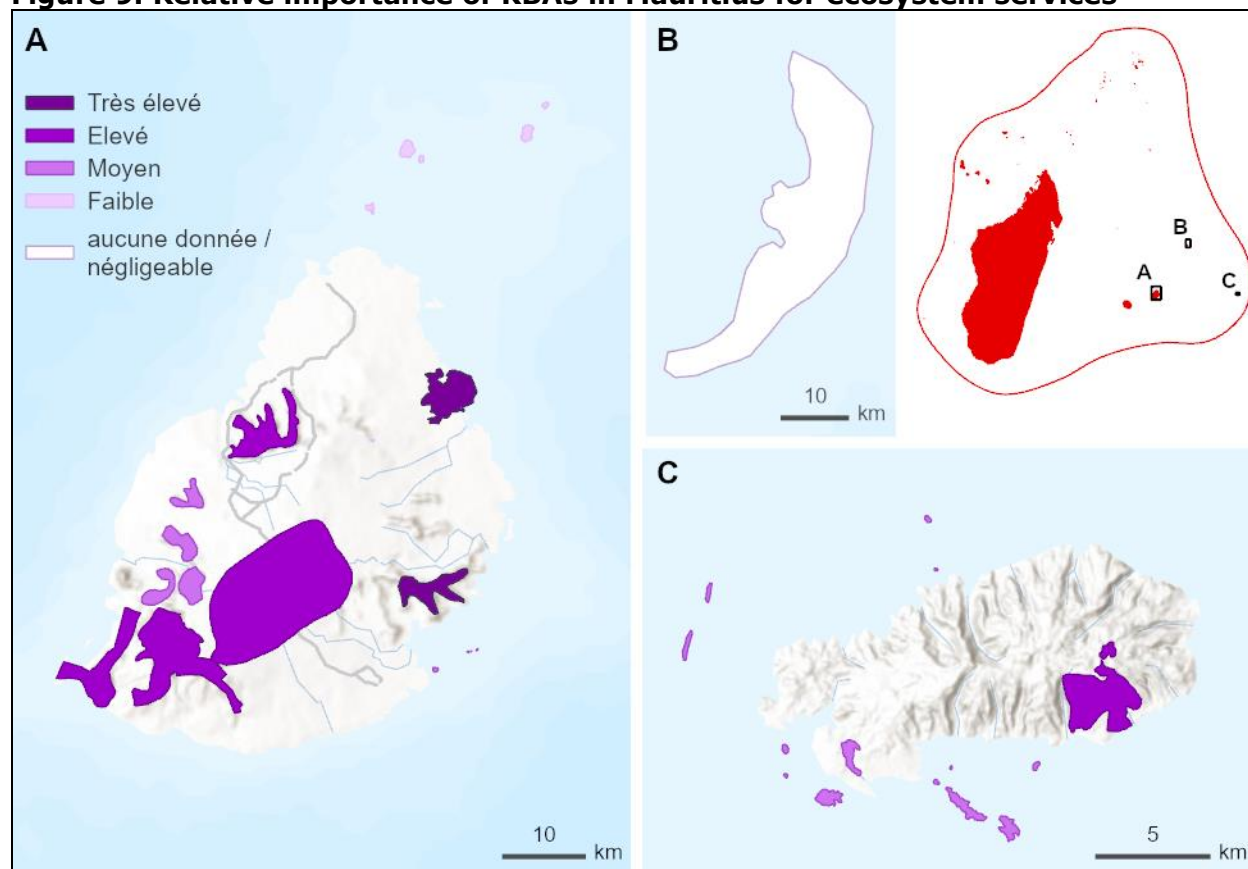 Figure 9. Relative importance of KBAs in Mauritius for ecosystem services
A
Très élevé
Elevé
Moyen
Faible
aucune donnée /
négligeable
10
km
B
10
km
B
A
C
C
5
km